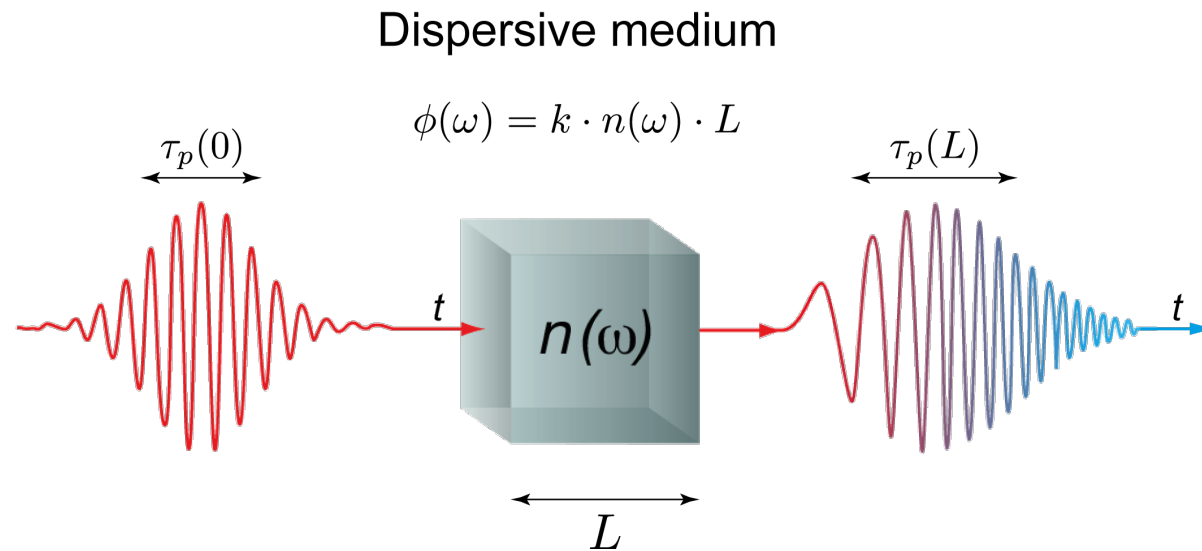 Dispersive medium
ϕ(ω) = k · n(ω) · L
τₚ(0)
τₚ(L)
t
n(ω)
t
L